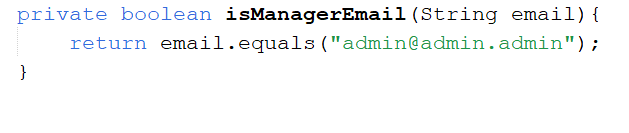 private boolean isManagerEmail(String email){
    return email.equals("admin@admin.admin");
}